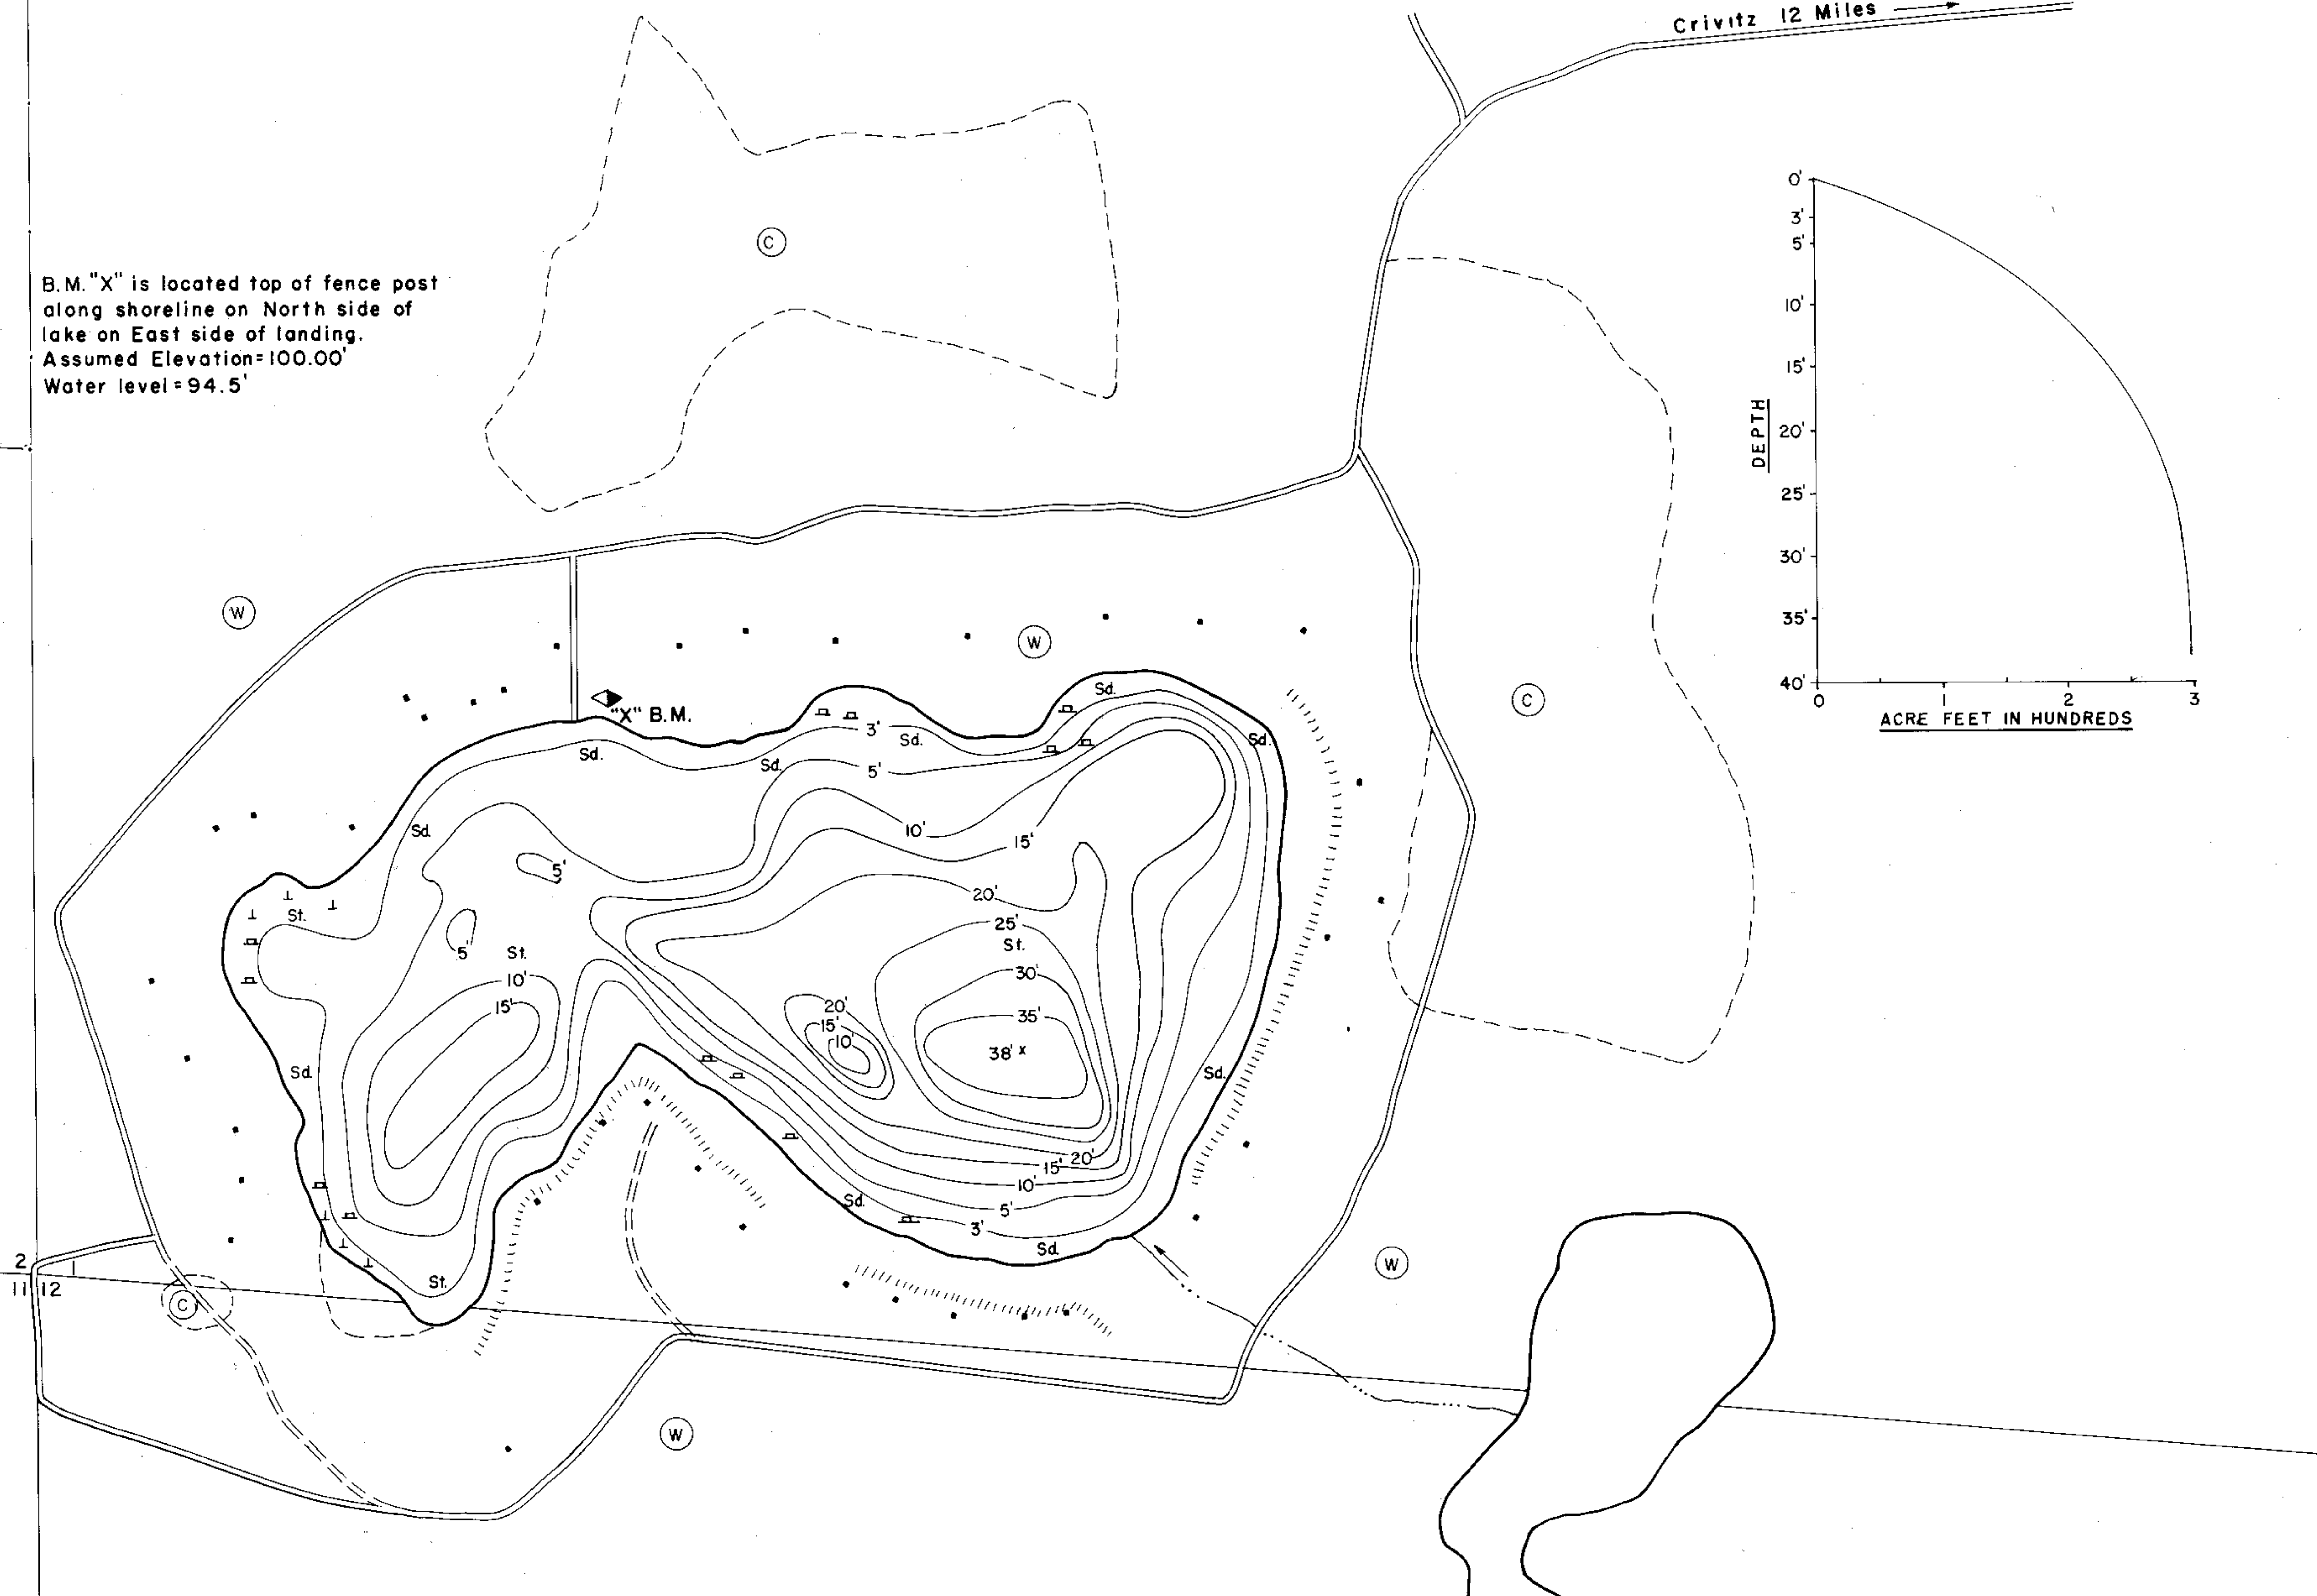 Crivitz 12 Miles
B.M. "X" is located top of fence post
along shoreline on North side of
lake on East side of landing.
Assumed Elevation=100.00'
Water level=94.5'
C
0'
3'
5'
10'
15'
20'
25'
30'
35'
40'
DEPTH
0 1 2 3
ACRE FEET IN HUNDREDS
W
W
C
"X" B.M.
Sd.
Sd.
3'
Sd.
Sd.
Sd.
5'
Sd.
10'
15'
5'
20'
St.
25'
St.
5'
St.
30'
10'
15'
20'
35'
15'
10'
38' x
Sd.
Sd.
20'
15'
10'
Sd.
5'
3'
Sd.
St.
2 1
11 12
C
W
W